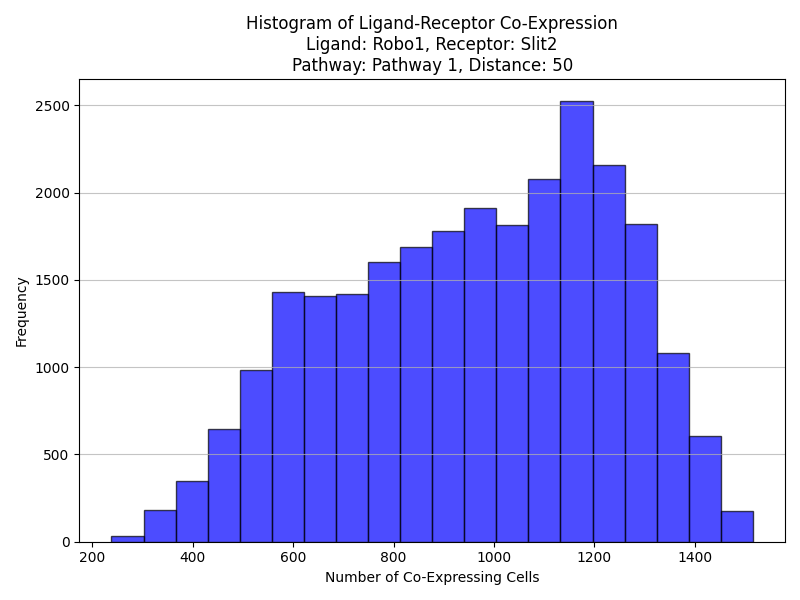 Histogram of Ligand-Receptor Co-Expression
Ligand: Robo1, Receptor: Slit2
Pathway: Pathway 1, Distance: 50
2500
2000
1500
1000
500
0
Frequency
200 400 600 800 1000 1200 1400
Number of Co-Expressing Cells